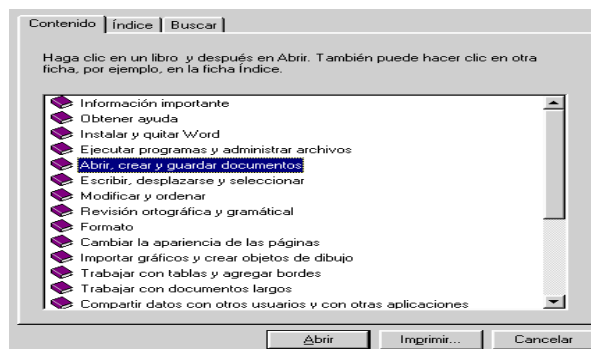 Contenido Índice Buscar
Haga clic en un libro y después en Abrir. También puede hacer clic en otra
ficha, por ejemplo, en la ficha Índice.
Información importante
Obtener ayuda
Instalar y quitar Word
Ejecutar programas y administrar archivos
Abrir, crear y guardar documentos
Escribir, desplazarse y seleccionar
Modificar y ordenar
Revisión ortográfica y gramátical
Formato
Cambiar la apariencia de las páginas
Importar gráficos y crear objetos de dibujo
Trabajar con tablas y agregar bordes
Trabajar con documentos largos
Compartir datos con otros usuarios y con otras aplicaciones
Abrir Imprimir... Cancelar